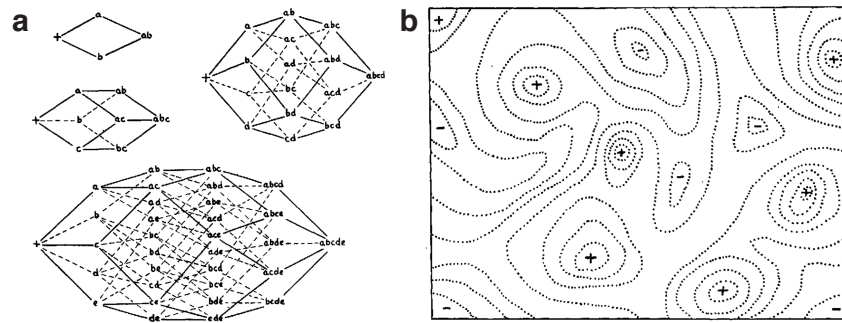 a
a
+ ab
b
a ab
+ b ac abc
c bc
ab
a ac abc
b ad abd
+ abcd
c bc acd
d bd bcd
cd
ab abc
a ac abd abcd
ad abe
b ae acd abce
bc ace
+ c abde abcde
bd ade
d be bcd acde
cd bce
e ce bde bcde
de ede
b
+
-
+
+
-
-
+
-
+
+
+
-
-